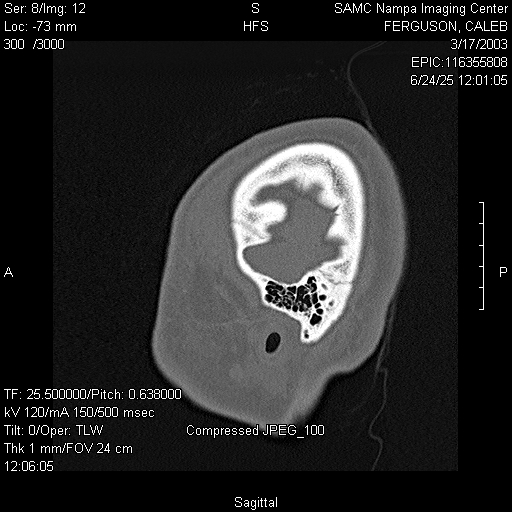 Ser: 8/Img: 12
Loc: -73 mm
300 /3000
S
HFS
SAMC Nampa Imaging Center
FERGUSON, CALEB
3/17/2003
EPIC:116355808
6/24/25 12:01:05
A
P
TF: 25.500000/Pitch: 0.638000
kV 120/mA 150/500 msec
Tilt: 0/Oper: TLW
Thk 1 mm/FOV 24 cm
12:06:05
Compressed JPEG_100
Sagittal